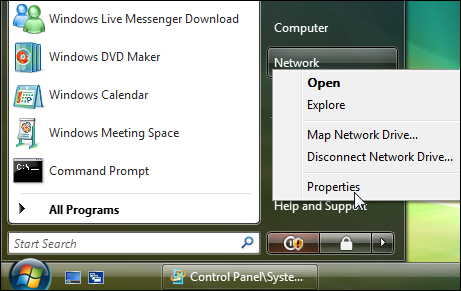 Windows Live Messenger Download
Windows DVD Maker
Windows Calendar
Windows Meeting Space
C:\
Command Prompt
All Programs
Start Search
Computer
Network
Open
Explore
Map Network Drive...
Disconnect Network Drive...
Properties
Help and Support
Control Panel\Syste...